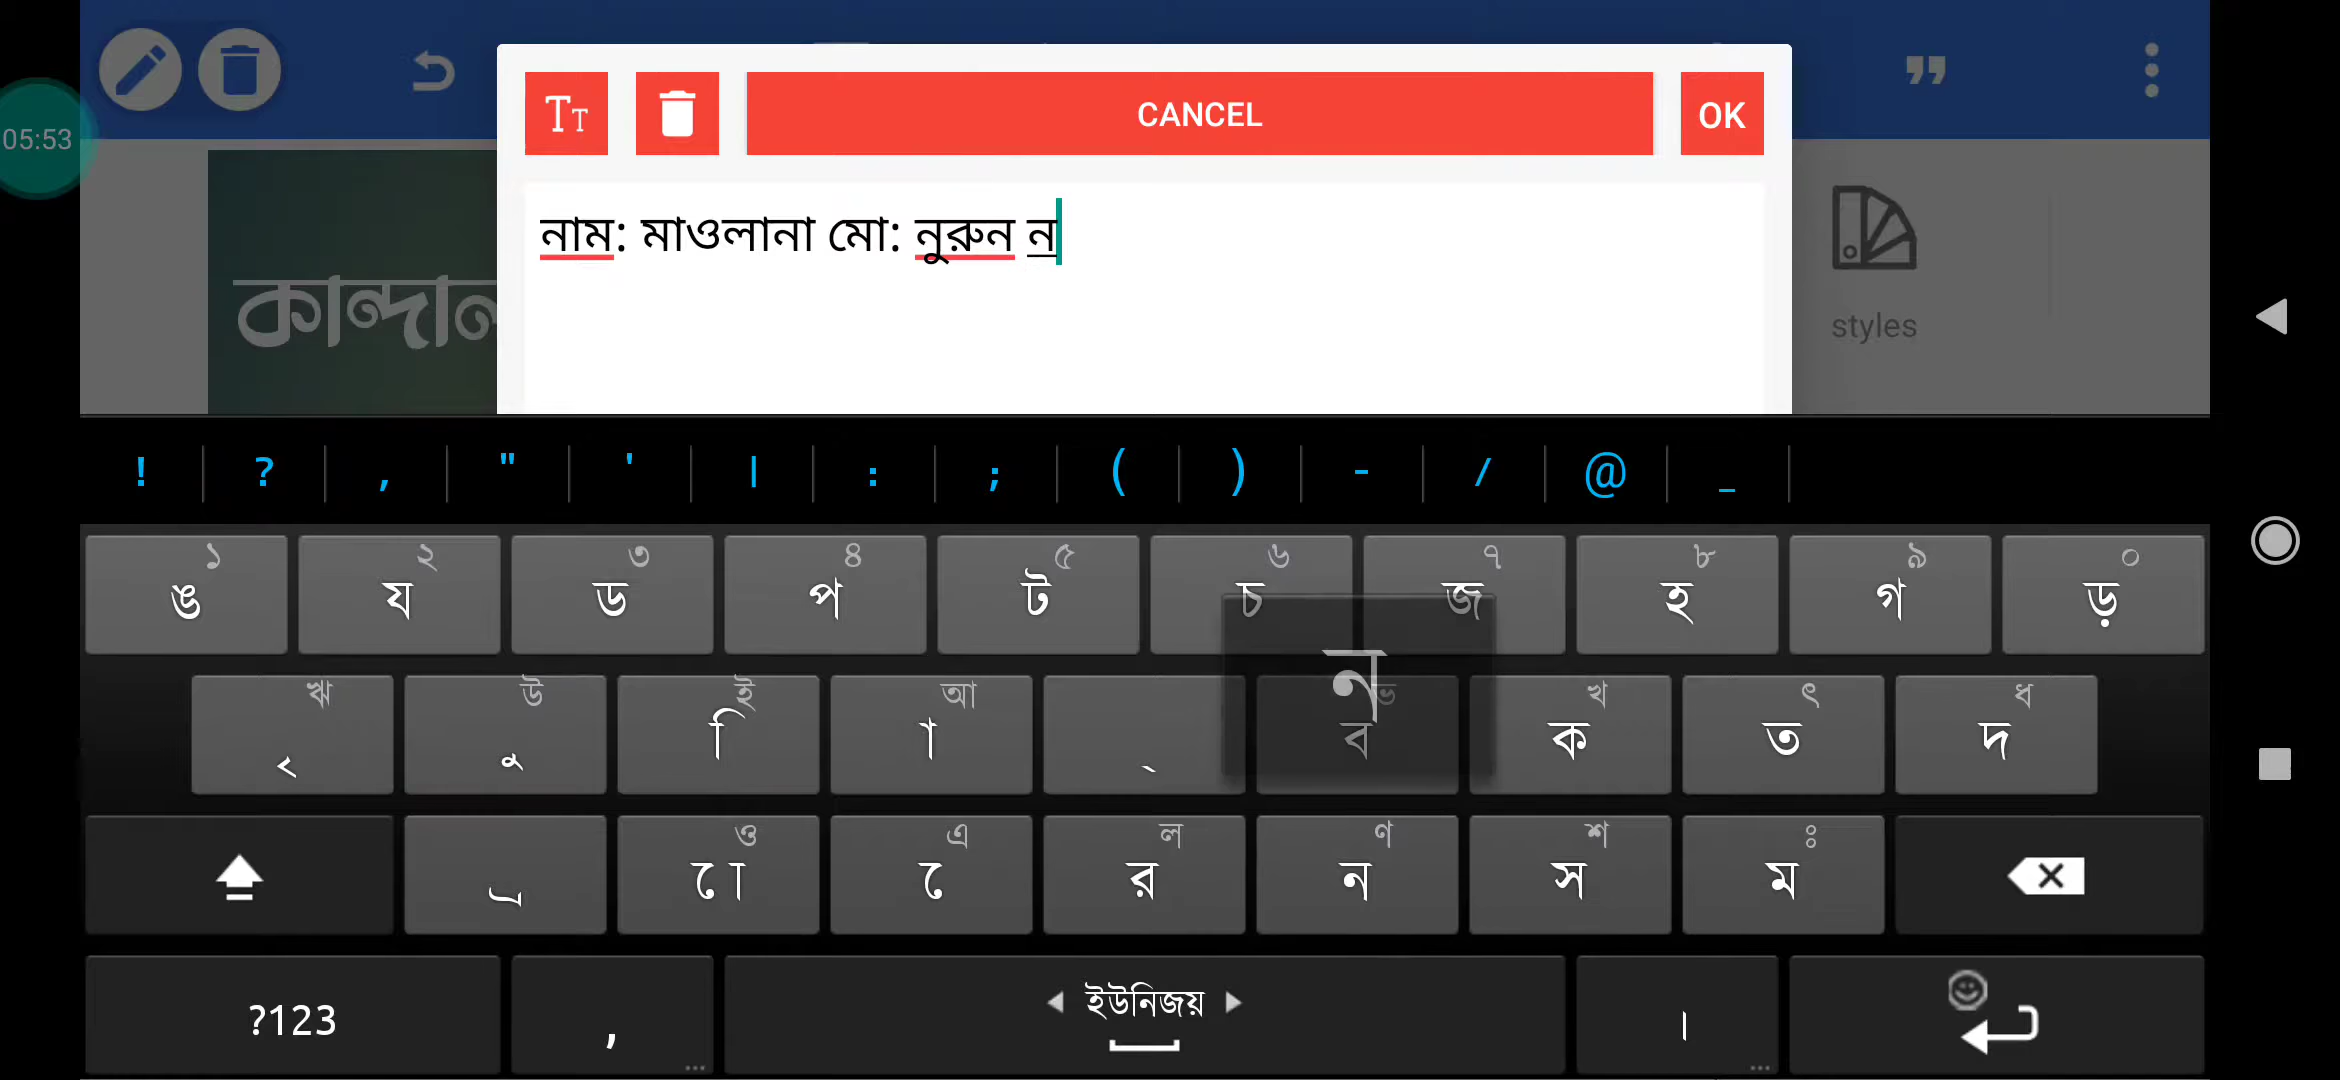 05:53
TT CANCEL OK
নাম: মাওলানা মো: নুরুন ন
styles
! ? , " ' | : ; ( ) - / @ _
১ ২ ৩ ৪ ৫ ৬ ৭ ৮ ৯ ০
ঙ য ড প ট চ জ হ গ ড়
ঋ উ ই আ ভ খ ৎ ধ
ৃ ু ি া ্ ব ক ত দ
ন
ও এ ল ণ শ ঃ
্র ো ে র ন স ম
?123 , ইউনিজয় ।